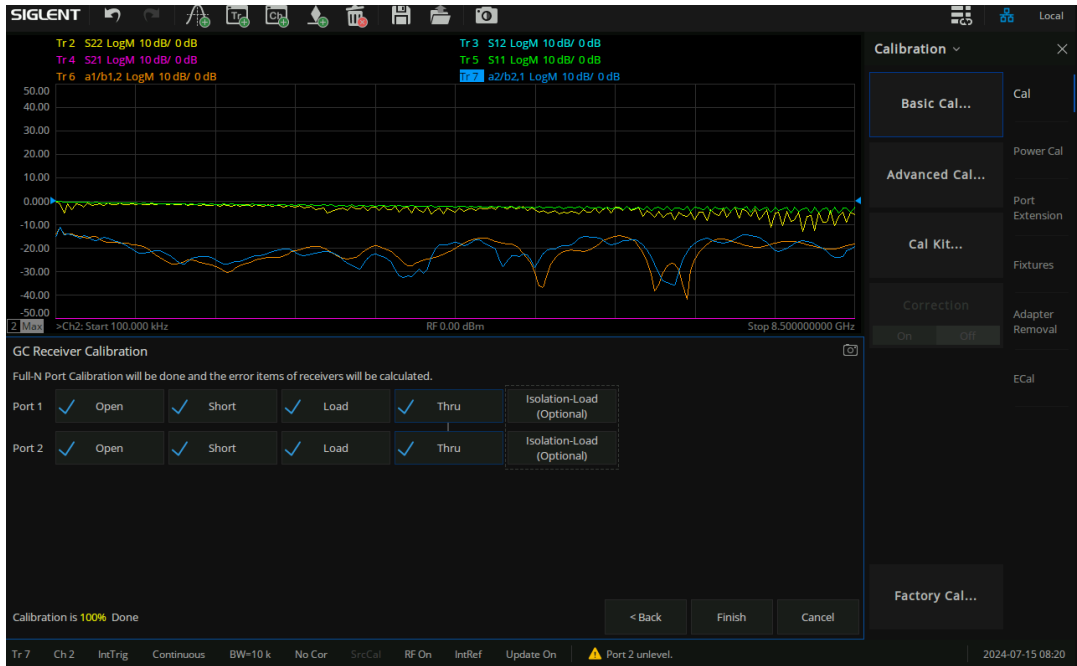 SIGLENT Tr Ch Local
Tr 2 S22 LogM 10 dB/ 0 dB
Tr 3 S12 LogM 10 dB/ 0 dB
Tr 4 S21 LogM 10 dB/ 0 dB
Tr 5 S11 LogM 10 dB/ 0 dB
Tr 6 a1/b1,2 LogM 10 dB/ 0 dB
Tr 7 a2/b2,1 LogM 10 dB/ 0 dB
50.00
40.00
30.00
20.00
10.00
0.000
-10.00
-20.00
-30.00
-40.00
-50.00
2 Max >Ch2: Start 100.000 kHz RF 0.00 dBm Stop 8.500000000 GHz
GC Receiver Calibration
Full-N Port Calibration will be done and the error items of receivers will be calculated.
Port 1 Open Short Load Thru Isolation-Load
(Optional)
Port 2 Open Short Load Thru Isolation-Load
(Optional)
Calibration is 100% Done
< Back Finish Cancel
Calibration
Basic Cal...
Advanced Cal...
Cal Kit...
Correction
On Off
Factory Cal...
Cal
Power Cal
Port
Extension
Fixtures
Adapter
Removal
ECal
Tr 7 Ch 2 IntTrig Continuous BW=10 k No Cor SrcCal RF On IntRef Update On Port 2 unlevel. 2024-07-15 08:20